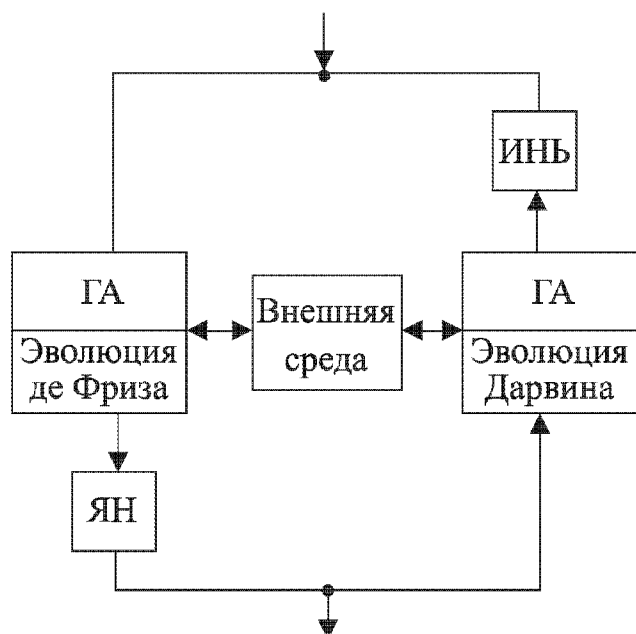 ИНЬ
ГА
Эволюция
де Фриза
Внешняя
среда
ГА
Эволюция
Дарвина
ЯН